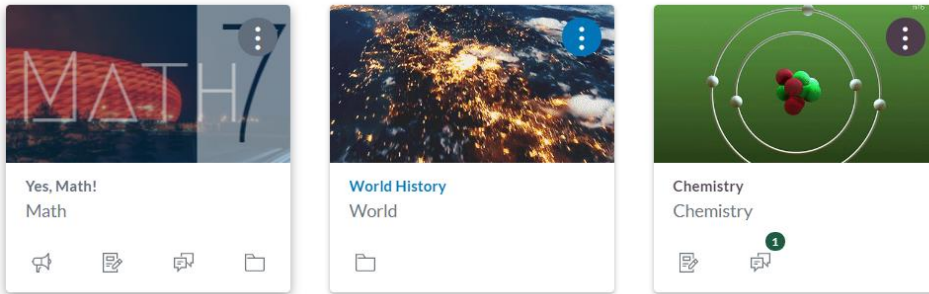 MATH 7
Yes, Math!
Math
World History
World
Chemistry
Chemistry
1